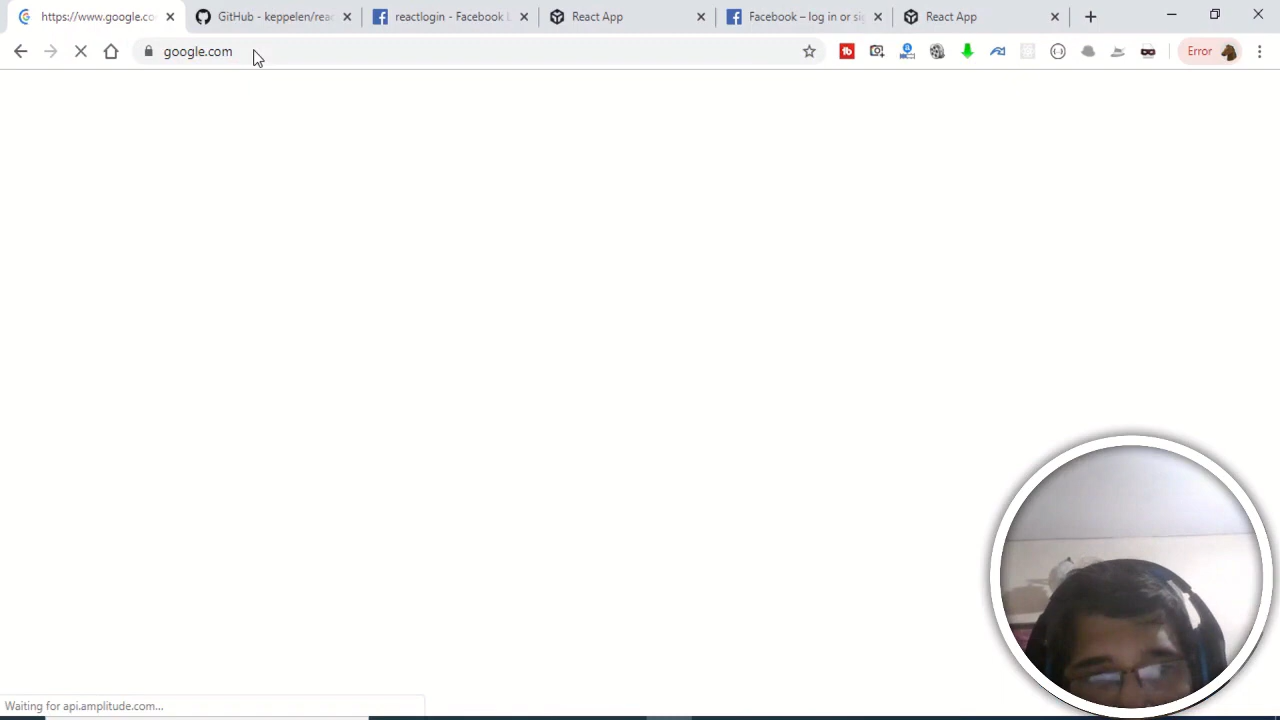 https://www.google.co
GitHub - keppelen/rea
reactlogin - Facebook
React App
Facebook – log in or si
React App
google.com
Error
Waiting for api.amplitude.com...